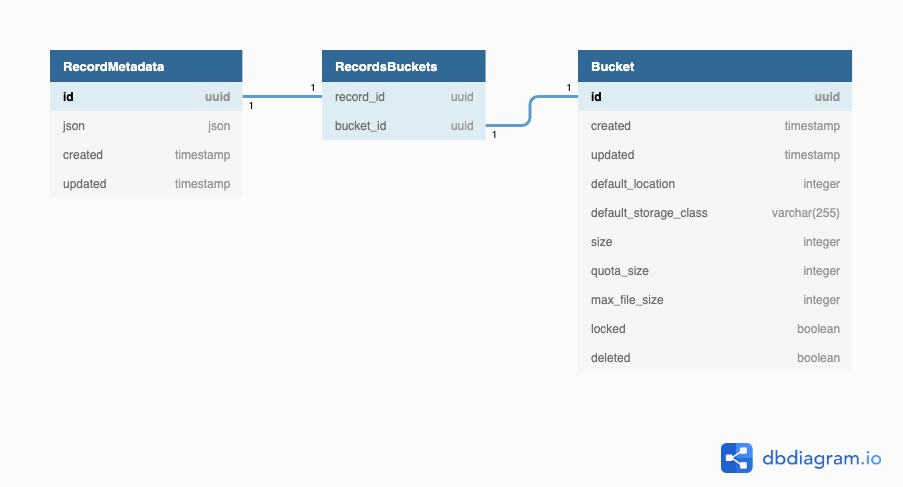 RecordMetadata
id uuid
json json
created timestamp
updated timestamp
1
1
RecordsBuckets
record_id uuid
bucket_id uuid
1
1
Bucket
id uuid
created timestamp
updated timestamp
default_location integer
default_storage_class varchar(255)
size integer
quota_size integer
max_file_size integer
locked boolean
deleted boolean
dbdiagram.io